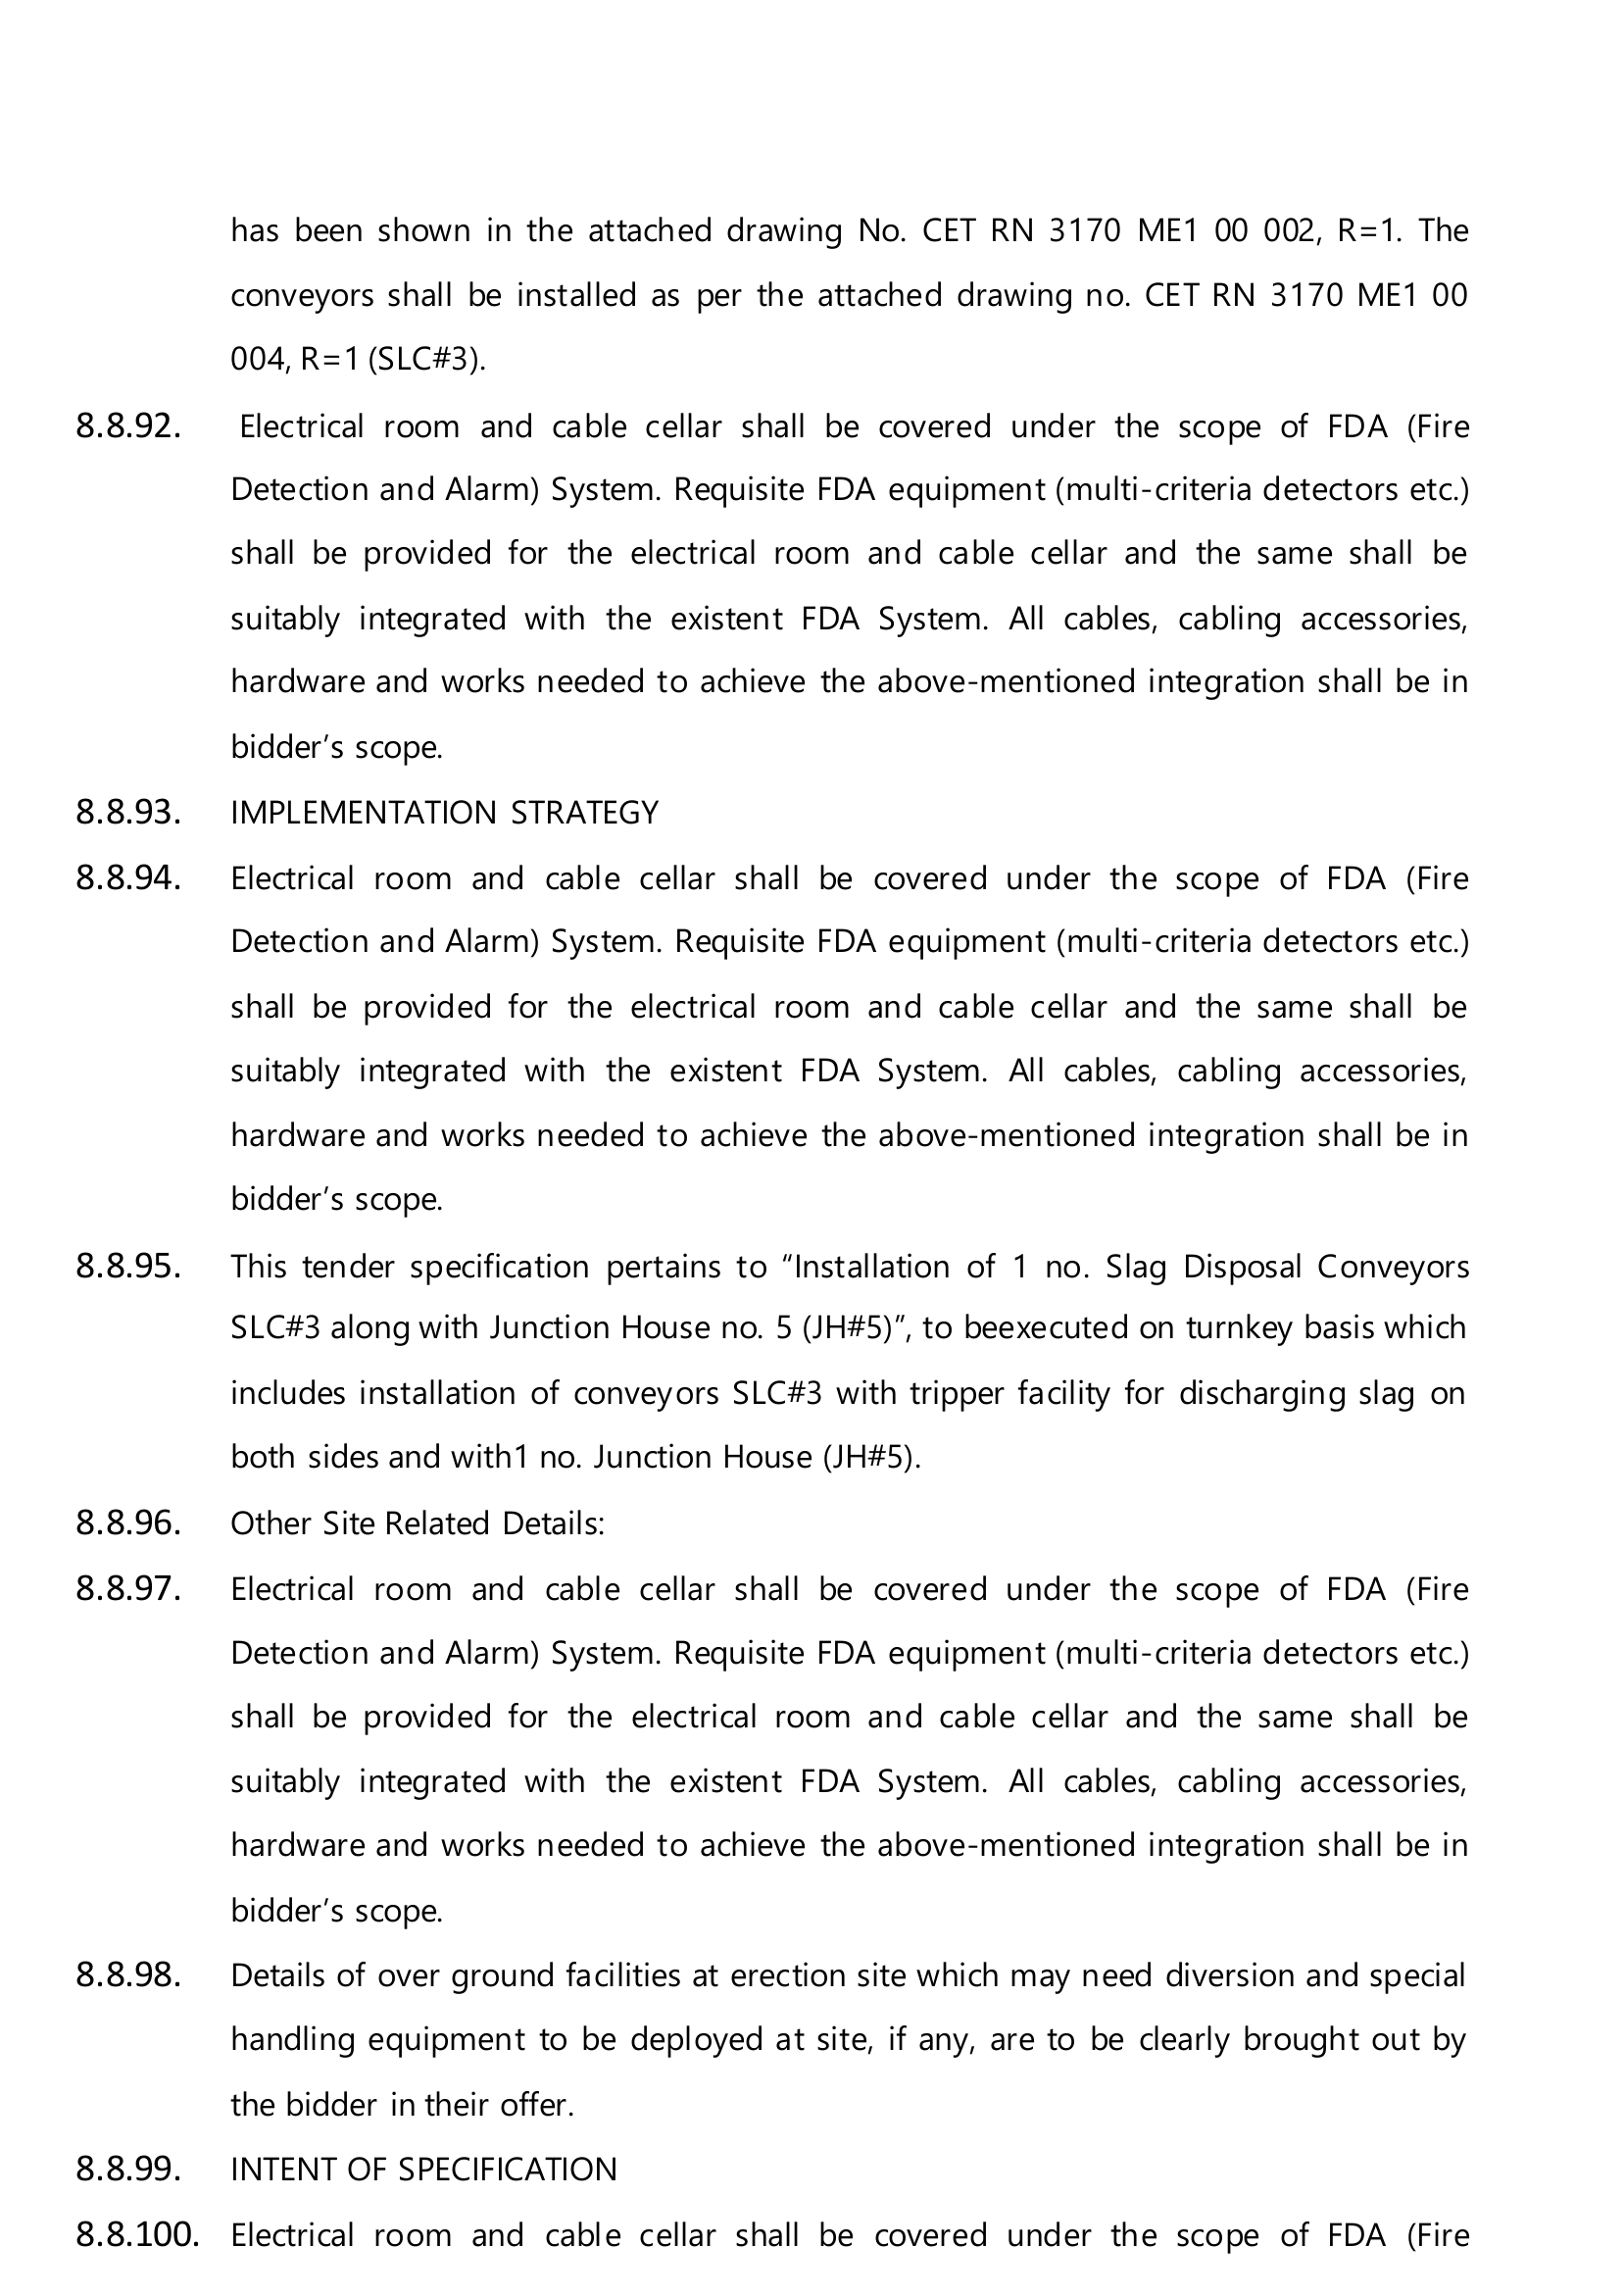 has been shown in the attached drawing No. CET RN 3170 ME1 00 002, R=1. The
conveyors shall be installed as per the attached drawing no. CET RN 3170 ME1 00
004, R=1 (SLC#3).
8.8.92. Electrical room and cable cellar shall be covered under the scope of FDA (Fire
Detection and Alarm) System. Requisite FDA equipment (multi-criteria detectors etc.)
shall be provided for the electrical room and cable cellar and the same shall be
suitably integrated with the existent FDA System. All cables, cabling accessories,
hardware and works needed to achieve the above-mentioned integration shall be in
bidder’s scope.
8.8.93. IMPLEMENTATION STRATEGY
8.8.94. Electrical room and cable cellar shall be covered under the scope of FDA (Fire
Detection and Alarm) System. Requisite FDA equipment (multi-criteria detectors etc.)
shall be provided for the electrical room and cable cellar and the same shall be
suitably integrated with the existent FDA System. All cables, cabling accessories,
hardware and works needed to achieve the above-mentioned integration shall be in
bidder’s scope.
8.8.95. This tender specification pertains to “Installation of 1 no. Slag Disposal Conveyors
SLC#3 along with Junction House no. 5 (JH#5)”, to beexecuted on turnkey basis which
includes installation of conveyors SLC#3 with tripper facility for discharging slag on
both sides and with1 no. Junction House (JH#5).
8.8.96. Other Site Related Details:
8.8.97. Electrical room and cable cellar shall be covered under the scope of FDA (Fire
Detection and Alarm) System. Requisite FDA equipment (multi-criteria detectors etc.)
shall be provided for the electrical room and cable cellar and the same shall be
suitably integrated with the existent FDA System. All cables, cabling accessories,
hardware and works needed to achieve the above-mentioned integration shall be in
bidder’s scope.
8.8.98. Details of over ground facilities at erection site which may need diversion and special
handling equipment to be deployed at site, if any, are to be clearly brought out by
the bidder in their offer.
8.8.99. INTENT OF SPECIFICATION
8.8.100. Electrical room and cable cellar shall be covered under the scope of FDA (Fire